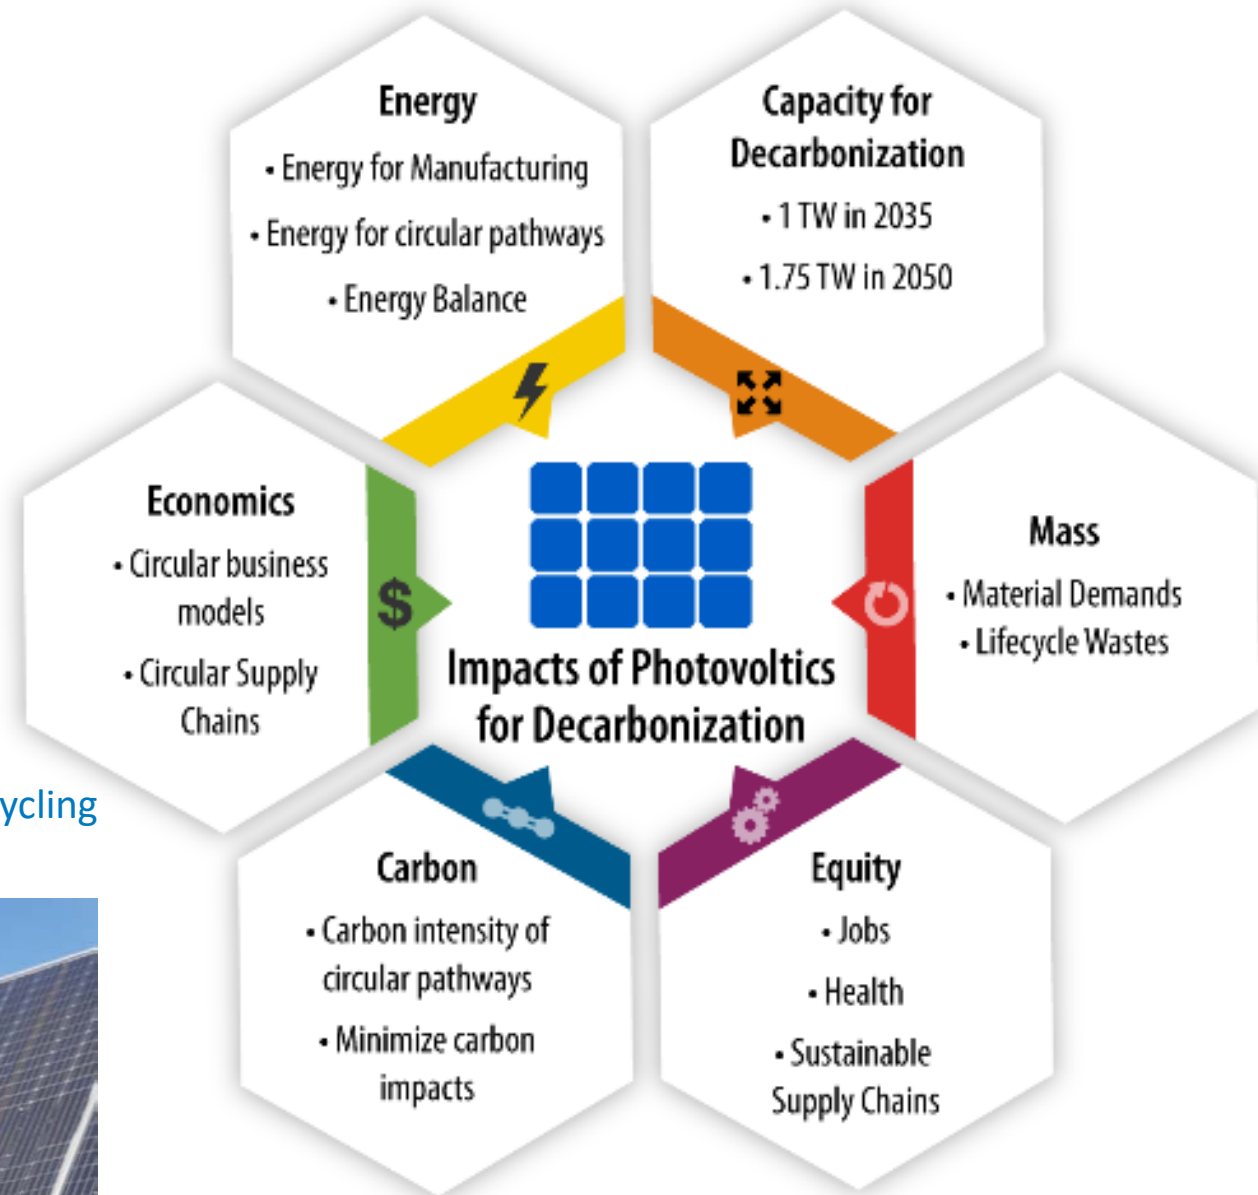 Energy
• Energy for Manufacturing
• Energy for circular pathways
• Energy Balance
Capacity for
Decarbonization
• 1 TW in 2035
• 1.75 TW in 2050
Economics
• Circular business
models
• Circular Supply
Chains
$
Mass
• Material Demands
• Lifecycle Wastes
Impacts of Photovoltics
for Decarbonization
ycling
Carbon
• Carbon intensity of
circular pathways
• Minimize carbon
impacts
Equity
• Jobs
• Health
• Sustainable
Supply Chains